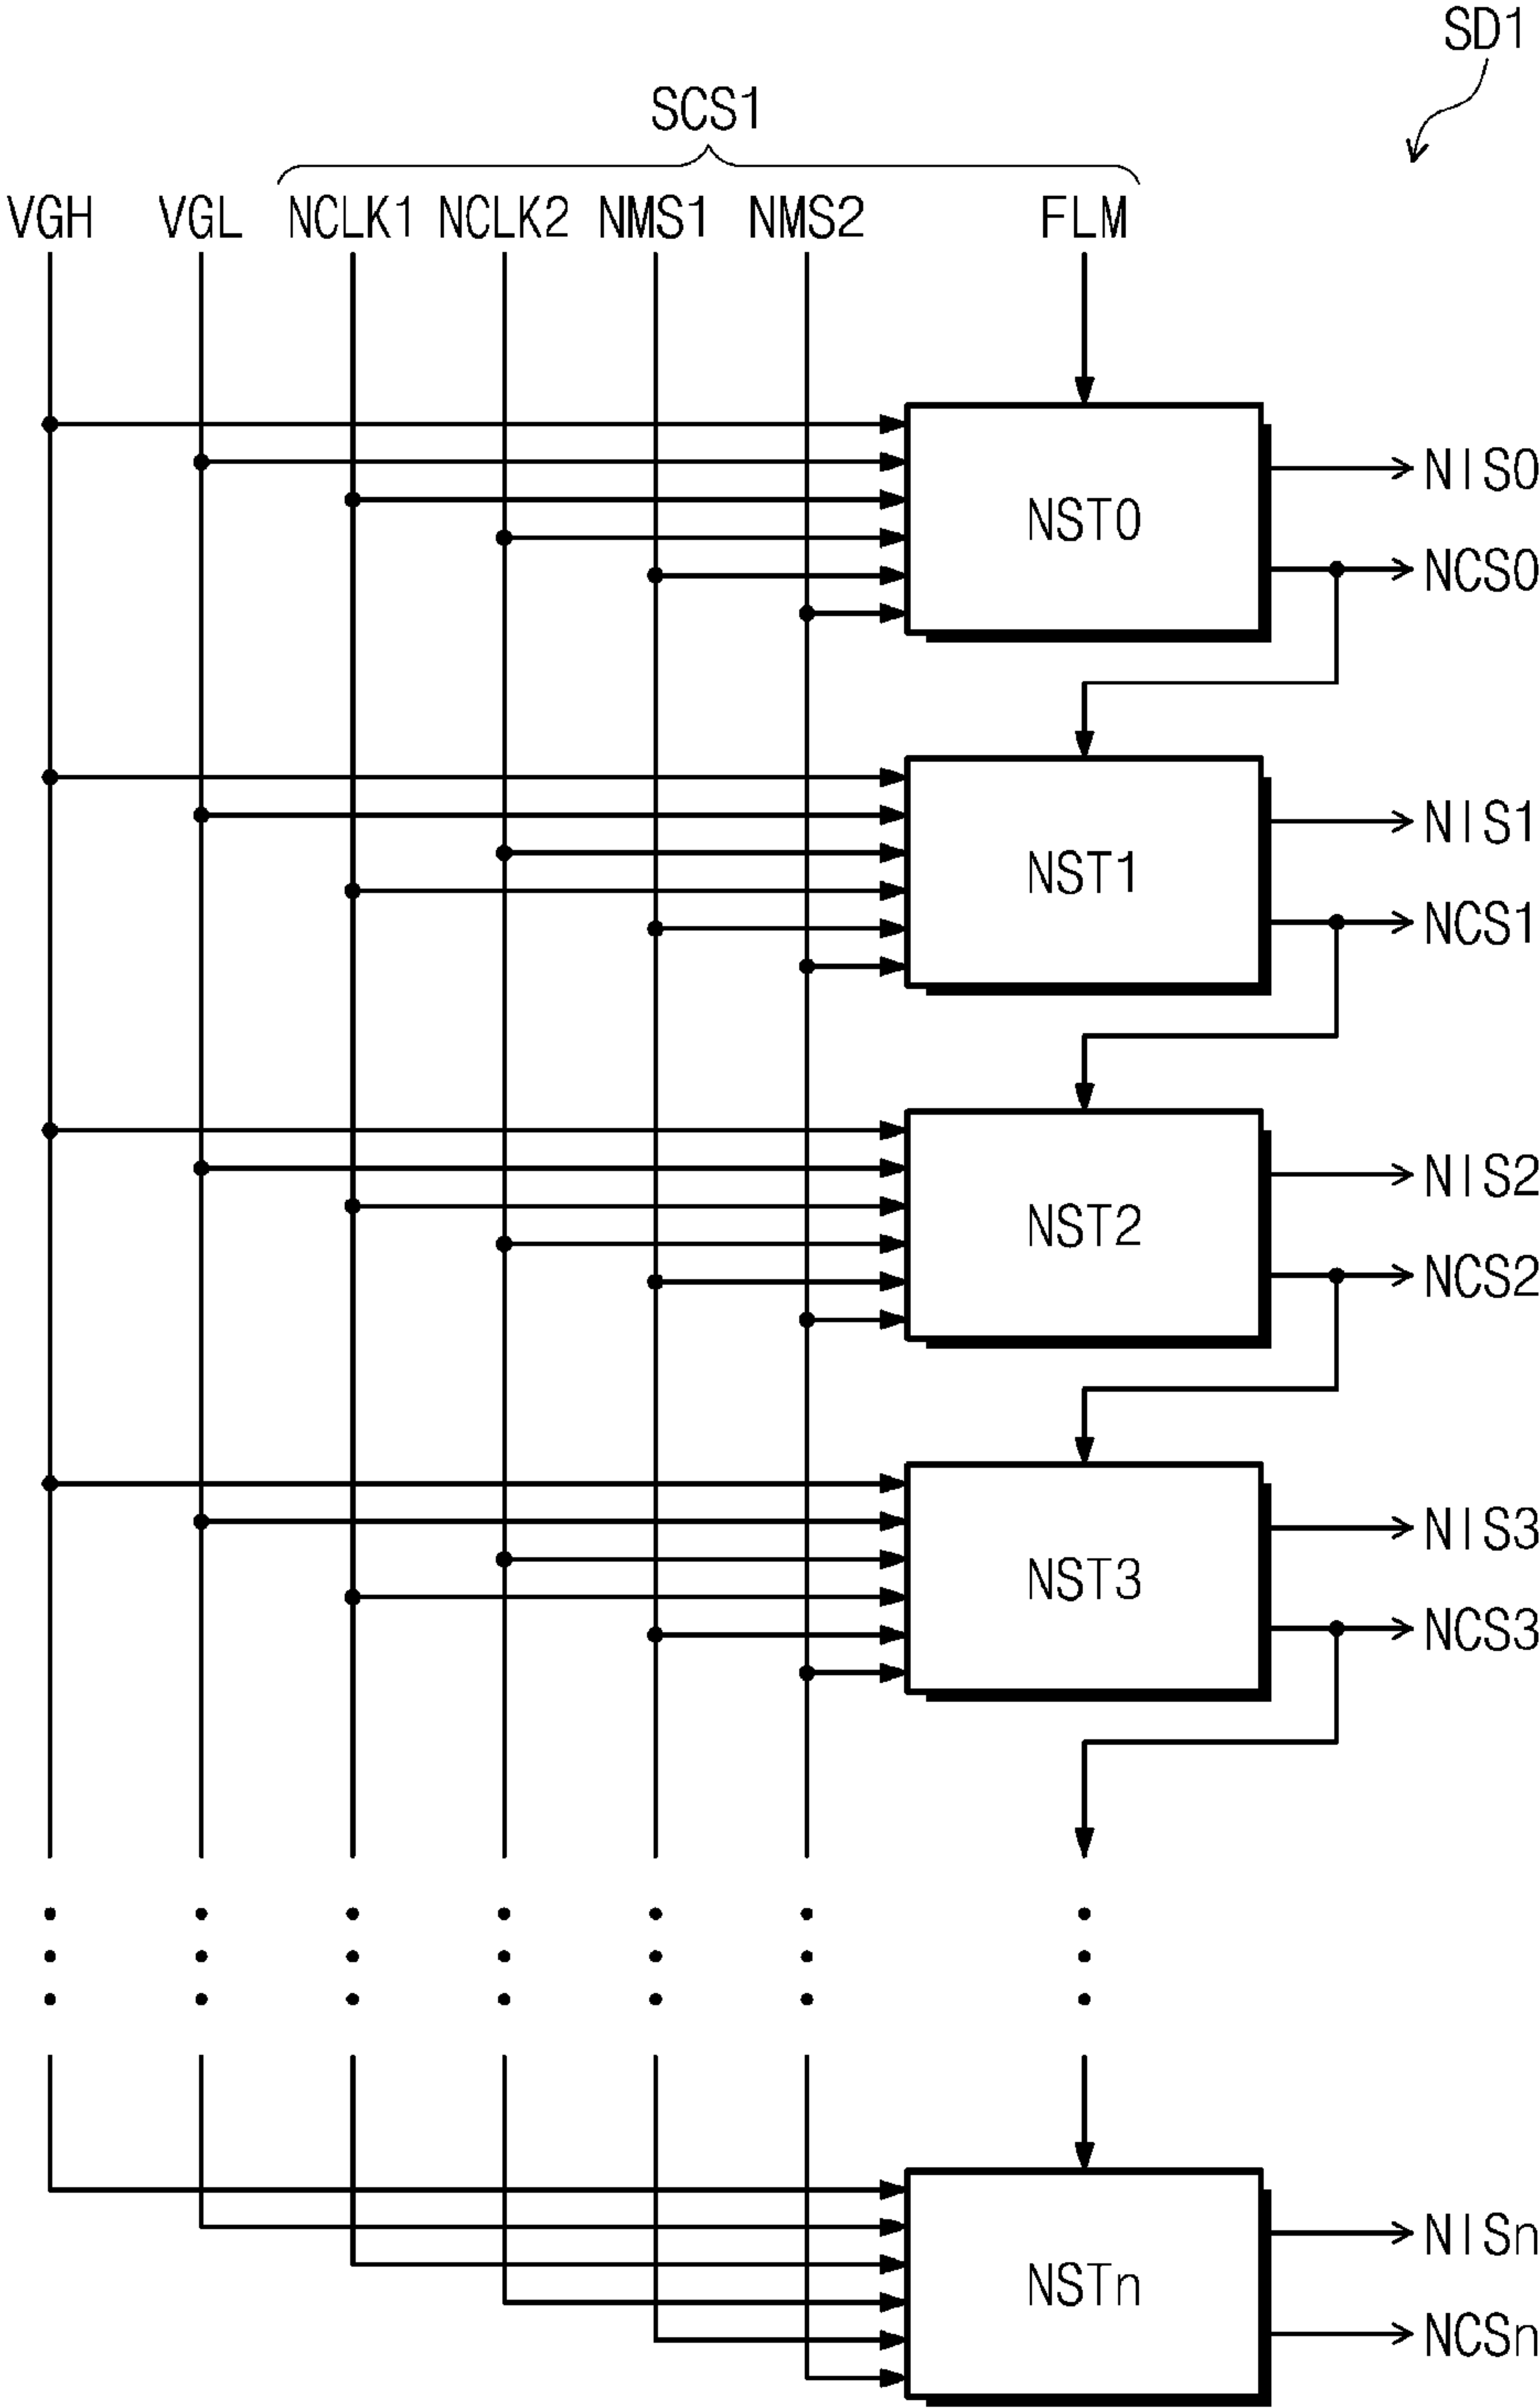 SD1
SCS1
VGH VGL NCLK1 NCLK2 NMS1 NMS2 FLM
NST0
NIS0
NCS0
NST1
NIS1
NCS1
NST2
NIS2
NCS2
NST3
NIS3
NCS3
NSTn
NISn
NCSn